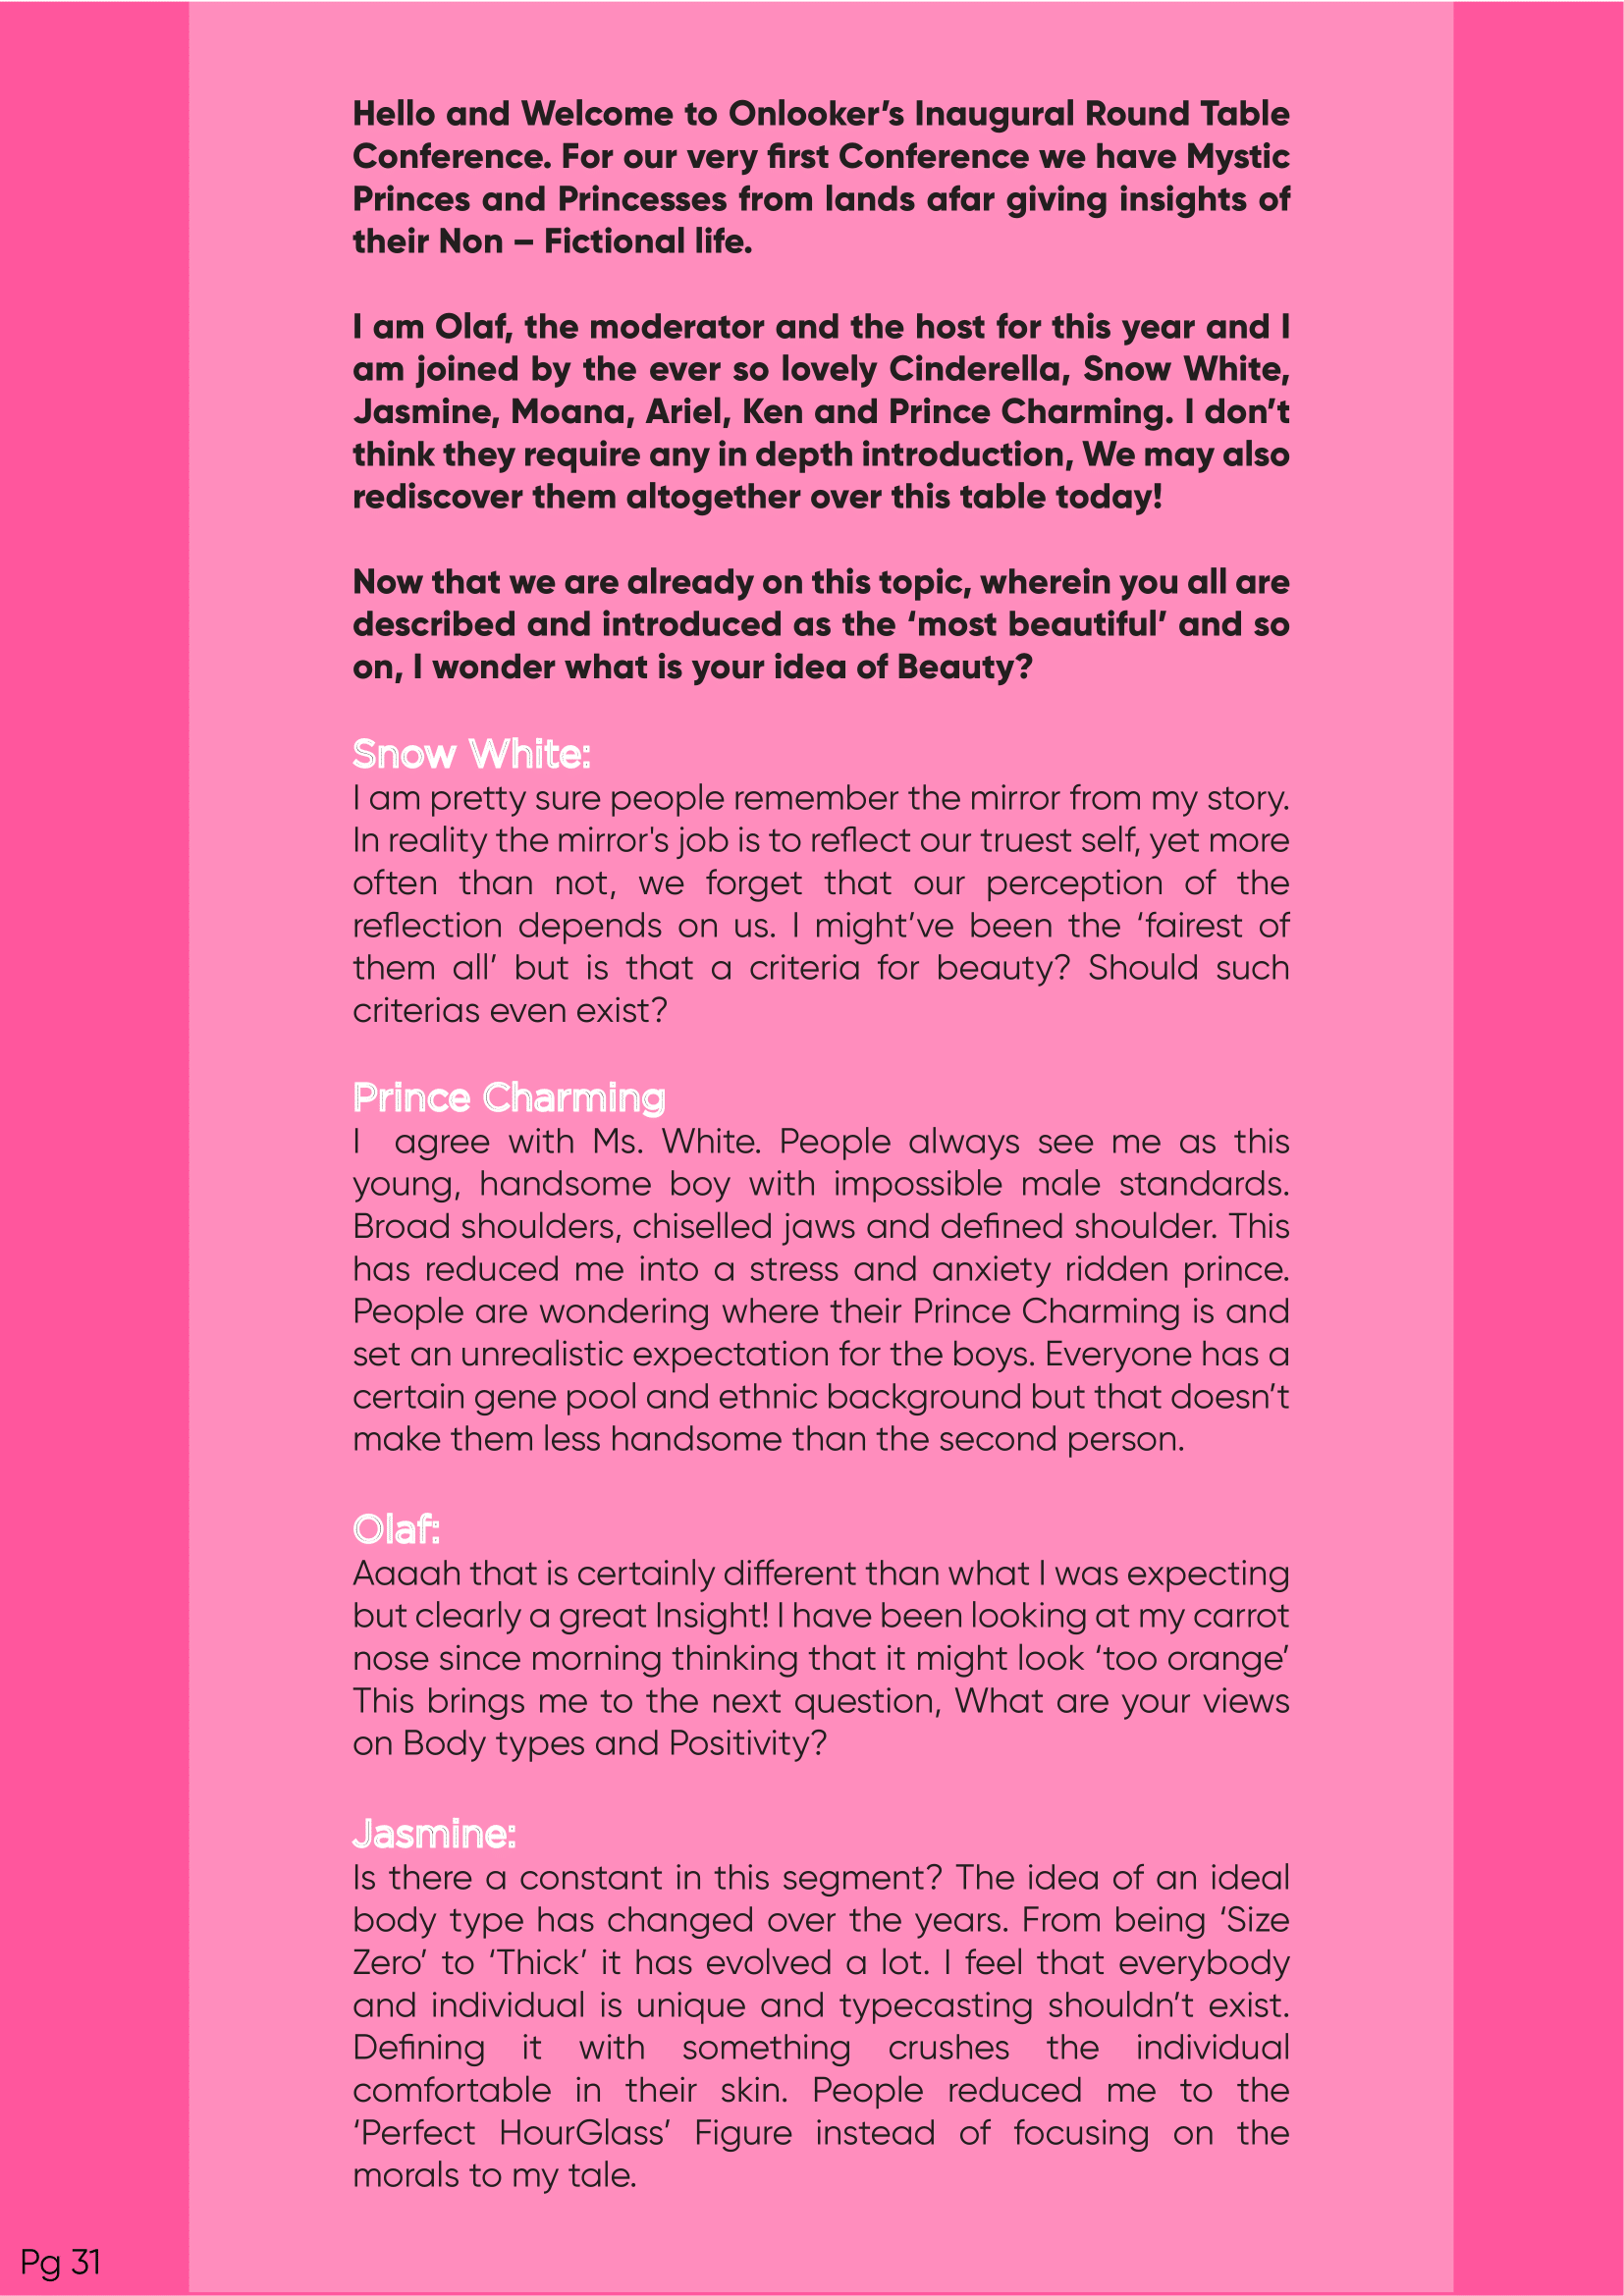 Hello and Welcome to Onlooker’s Inaugural Round Table
Conference. For our very first Conference we have Mystic
Princes and Princesses from lands afar giving insights of
their Non – Fictional life.
I am Olaf, the moderator and the host for this year and I
am joined by the ever so lovely Cinderella, Snow White,
Jasmine, Moana, Ariel, Ken and Prince Charming. I don’t
think they require any in depth introduction, We may also
rediscover them altogether over this table today!
Now that we are already on this topic, wherein you all are
described and introduced as the ‘most beautiful’ and so
on, I wonder what is your idea of Beauty?
Snow White:
I am pretty sure people remember the mirror from my story.
In reality the mirror's job is to reflect our truest self, yet more
often than not, we forget that our perception of the
reflection depends on us. I might’ve been the ‘fairest of
them all’ but is that a criteria for beauty? Should such
criterias even exist?
Prince Charming
I agree with Ms. White. People always see me as this
young, handsome boy with impossible male standards.
Broad shoulders, chiselled jaws and defined shoulder. This
has reduced me into a stress and anxiety ridden prince.
People are wondering where their Prince Charming is and
set an unrealistic expectation for the boys. Everyone has a
certain gene pool and ethnic background but that doesn’t
make them less handsome than the second person.
Olaf:
Aaaah that is certainly different than what I was expecting
but clearly a great Insight! I have been looking at my carrot
nose since morning thinking that it might look ‘too orange’
This brings me to the next question, What are your views
on Body types and Positivity?
Jasmine:
Is there a constant in this segment? The idea of an ideal
body type has changed over the years. From being ‘Size
Zero’ to ‘Thick’ it has evolved a lot. I feel that everybody
and individual is unique and typecasting shouldn’t exist.
Defining it with something crushes the individual
comfortable in their skin. People reduced me to the
‘Perfect HourGlass’ Figure instead of focusing on the
morals to my tale.
Pg 31